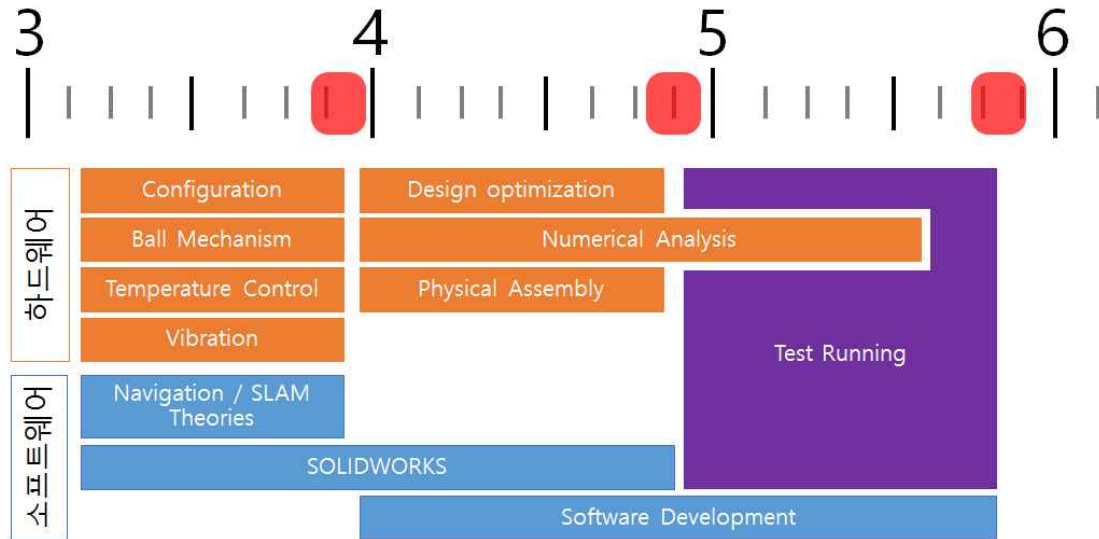 3 4 5 6
하드웨어
Configuration
Design optimization
Ball Mechanism
Numerical Analysis
Temperature Control
Physical Assembly
Vibration
Test Running
소프트웨어
Navigation / SLAM
Theories
SOLIDWORKS
Software Development